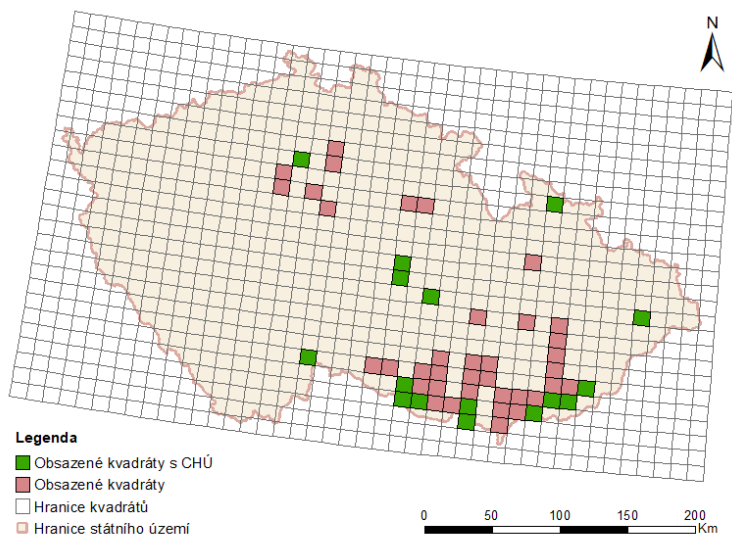 N
Legenda
Obsazené kvadráty s CHÚ
Obsazené kvadráty
Hranice kvadrátů
Hranice státního území
0 50 100 150 200
Km